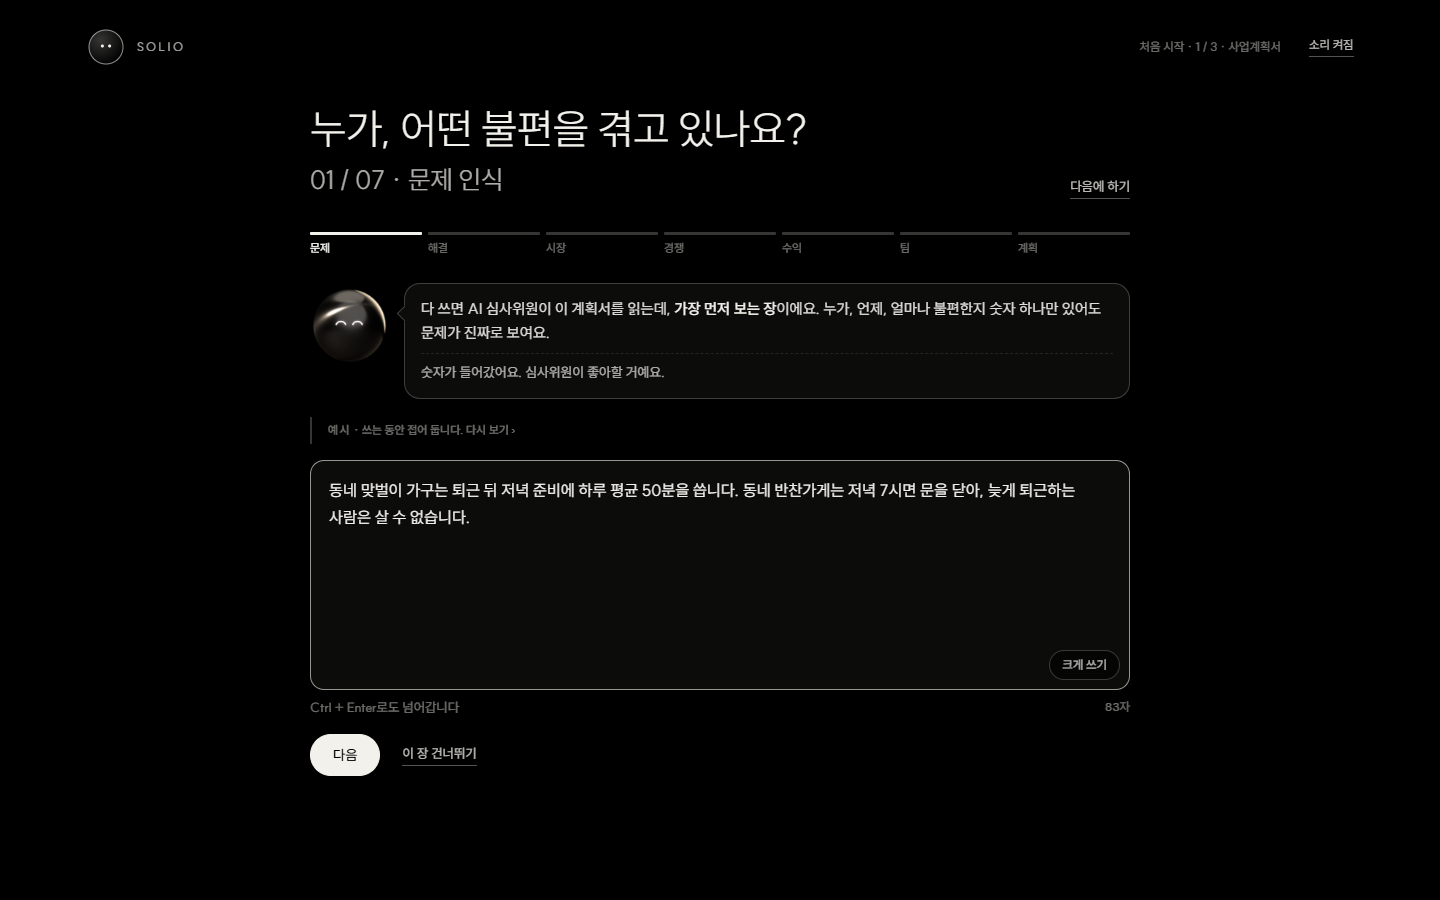 SOLIO
처음 시작 · 1 / 3 · 사업계획서
소리 켜짐
누가, 어떤 불편을 겪고 있나요?
01 / 07 · 문제 인식
다음에 하기
문제
해결
시장
경쟁
수익
팀
계획
다 쓰면 AI 심사위원이 이 계획서를 읽는데, 가장 먼저 보는 장이에요. 누가, 언제, 얼마나 불편한지 숫자 하나만 있어도
문제가 진짜로 보여요.
숫자가 들어갔어요. 심사위원이 좋아할 거예요.
예시 · 쓰는 동안 접어 둡니다. 다시 보기 ›
동네 맞벌이 가구는 퇴근 뒤 저녁 준비에 하루 평균 50분을 씁니다. 동네 반찬가게는 저녁 7시면 문을 닫아, 늦게 퇴근하는
사람은 살 수 없습니다.
크게 쓰기
Ctrl + Enter로도 넘어갑니다
83자
다음
이 장 건너뛰기